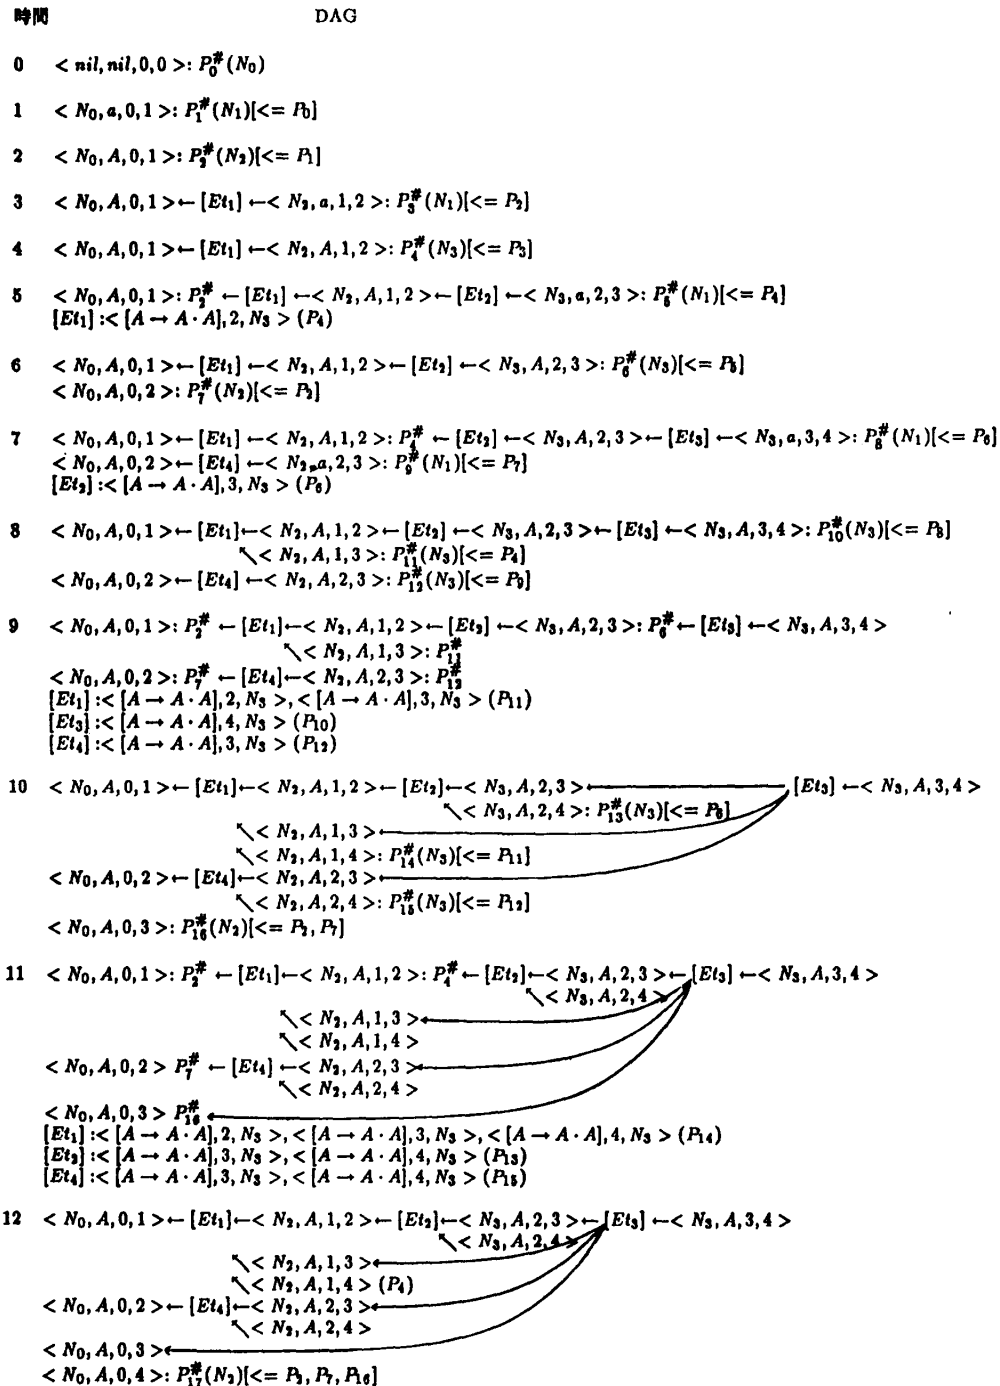 時間 DAG
0 < nil, nil, 0, 0 >: P₀^#(N₀)
1 < N₀, a, 0, 1 >: P₁^#(N₁)[<= P₀]
2 < N₀, A, 0, 1 >: P₂^#(N₂)[<= P₁]
3 < N₀, A, 0, 1 >← [Et₁] ←< N₂, a, 1, 2 >: P₃^#(N₁)[<= P₂]
4 < N₀, A, 0, 1 >← [Et₁] ←< N₂, A, 1, 2 >: P₄^#(N₃)[<= P₃]
5 < N₀, A, 0, 1 >: P₂^# ← [Et₁] ←< N₂, A, 1, 2 >← [Et₂] ←< N₃, a, 2, 3 >: P₅^#(N₁)[<= P₄]
[Et₁] :< [A → A · A], 2, N₃ > (P₄)
6 < N₀, A, 0, 1 >← [Et₁] ←< N₂, A, 1, 2 >← [Et₂] ←< N₃, A, 2, 3 >: P₆^#(N₃)[<= P₅]
< N₀, A, 0, 2 >: P₇^#(N₂)[<= P₂]
7 < N₀, A, 0, 1 >← [Et₁] ←< N₂, A, 1, 2 >: P₄^# ← [Et₂] ←< N₃, A, 2, 3 >← [Et₃] ←< N₃, a, 3, 4 >: P₈^#(N₁)[<= P₆]
< N₀, A, 0, 2 >← [Et₄] ←< N₂, a, 2, 3 >: P₉^#(N₁)[<= P₇]
[Et₂] :< [A → A · A], 3, N₃ > (P₆)
8 < N₀, A, 0, 1 >← [Et₁]←< N₂, A, 1, 2 >← [Et₂] ←< N₃, A, 2, 3 >← [Et₃] ←< N₃, A, 3, 4 >: P₁₀^#(N₃)[<= P₈]
↖< N₂, A, 1, 3 >: P₁₁^#(N₃)[<= P₄]
< N₀, A, 0, 2 >← [Et₄] ←< N₂, A, 2, 3 >: P₁₂^#(N₃)[<= P₉]
9 < N₀, A, 0, 1 >: P₂^# ← [Et₁]←< N₂, A, 1, 2 >← [Et₂] ←< N₃, A, 2, 3 >: P₆^# ← [Et₃] ←< N₃, A, 3, 4 >
↖< N₂, A, 1, 3 >: P₁₁^#
< N₀, A, 0, 2 >: P₇^# ← [Et₄]←< N₂, A, 2, 3 >: P₁₂^#
[Et₁] :< [A → A · A], 2, N₃ >, < [A → A · A], 3, N₃ > (P₁₁)
[Et₃] :< [A → A · A], 4, N₃ > (P₁₀)
[Et₄] :< [A → A · A], 3, N₃ > (P₁₂)
10 < N₀, A, 0, 1 >← [Et₁]←< N₂, A, 1, 2 >← [Et₂]←< N₃, A, 2, 3 >← [Et₃] ←< N₃, A, 3, 4 >
↖< N₃, A, 2, 4 >: P₁₃^#(N₃)[<= P₆]
↖< N₂, A, 1, 3 >←
↖< N₂, A, 1, 4 >: P₁₄^#(N₃)[<= P₁₁]
< N₀, A, 0, 2 >← [Et₄]←< N₂, A, 2, 3 >←
↖< N₂, A, 2, 4 >: P₁₅^#(N₃)[<= P₁₂]
< N₀, A, 0, 3 >: P₁₆^#(N₂)[<= P₂, P₇]
11 < N₀, A, 0, 1 >: P₂^# ← [Et₁]←< N₂, A, 1, 2 >: P₄^# ← [Et₂]←< N₃, A, 2, 3 >←[Et₃] ←< N₃, A, 3, 4 >
↖< N₃, A, 2, 4 >
↖< N₂, A, 1, 3 >←
↖< N₂, A, 1, 4 >
< N₀, A, 0, 2 > P₇^# ← [Et₄] ←< N₂, A, 2, 3 >←
↖< N₂, A, 2, 4 >
< N₀, A, 0, 3 > P₁₆^# ←
[Et₁] :< [A → A · A], 2, N₃ >, < [A → A · A], 3, N₃ >, < [A → A · A], 4, N₃ > (P₁₄)
[Et₂] :< [A → A · A], 3, N₃ >, < [A → A · A], 4, N₃ > (P₁₃)
[Et₄] :< [A → A · A], 3, N₃ >, < [A → A · A], 4, N₃ > (P₁₅)
12 < N₀, A, 0, 1 >← [Et₁]←< N₂, A, 1, 2 >← [Et₂]←< N₃, A, 2, 3 >←[Et₃] ←< N₃, A, 3, 4 >
↖< N₃, A, 2, 4 >
↖< N₂, A, 1, 3 >←
↖< N₂, A, 1, 4 > (P₄)
< N₀, A, 0, 2 >← [Et₄]←< N₂, A, 2, 3 >←
↖< N₂, A, 2, 4 >
< N₀, A, 0, 3 >←
< N₀, A, 0, 4 >: P₁₇^#(N₂)[<= P₂, P₇, P₁₆]